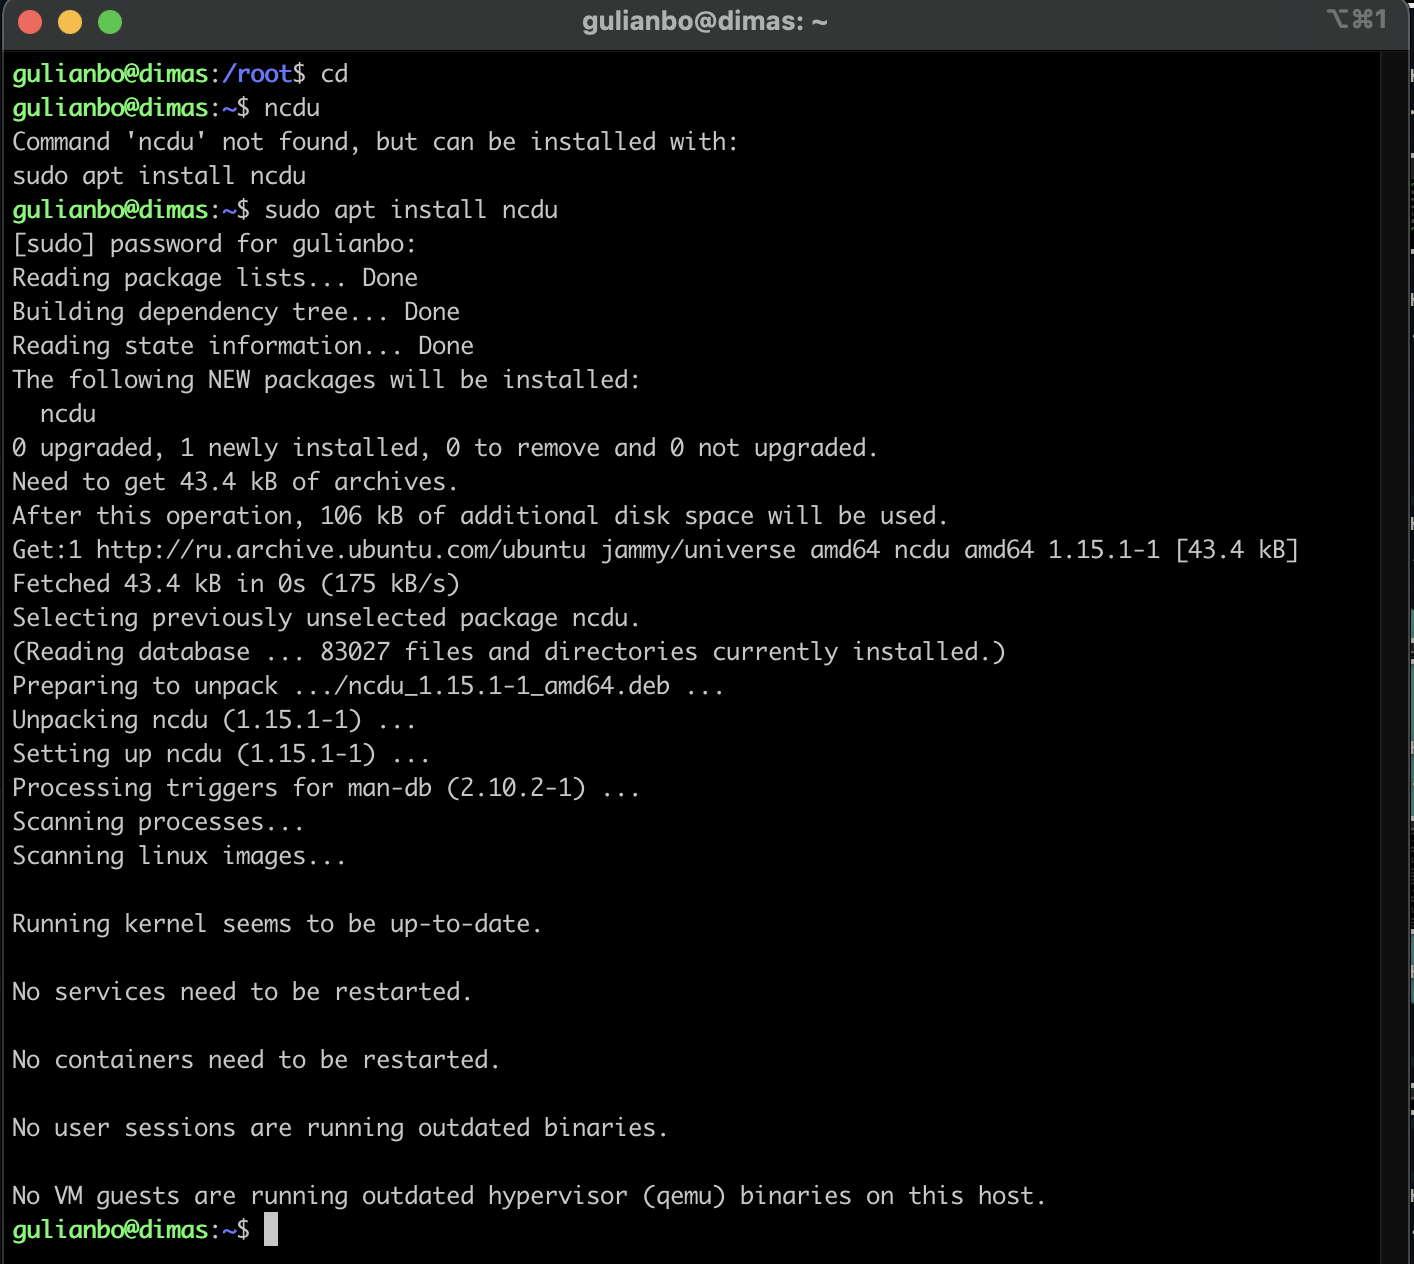 gulianbo@dimas: ~
⌥⌘1
gulianbo@dimas:/root$ cd
gulianbo@dimas:~$ ncdu
Command 'ncdu' not found, but can be installed with:
sudo apt install ncdu
gulianbo@dimas:~$ sudo apt install ncdu
[sudo] password for gulianbo:
Reading package lists... Done
Building dependency tree... Done
Reading state information... Done
The following NEW packages will be installed:
  ncdu
0 upgraded, 1 newly installed, 0 to remove and 0 not upgraded.
Need to get 43.4 kB of archives.
After this operation, 106 kB of additional disk space will be used.
Get:1 http://ru.archive.ubuntu.com/ubuntu jammy/universe amd64 ncdu amd64 1.15.1-1 [43.4 kB]
Fetched 43.4 kB in 0s (175 kB/s)
Selecting previously unselected package ncdu.
(Reading database ... 83027 files and directories currently installed.)
Preparing to unpack .../ncdu_1.15.1-1_amd64.deb ...
Unpacking ncdu (1.15.1-1) ...
Setting up ncdu (1.15.1-1) ...
Processing triggers for man-db (2.10.2-1) ...
Scanning processes...
Scanning linux images...
Running kernel seems to be up-to-date.
No services need to be restarted.
No containers need to be restarted.
No user sessions are running outdated binaries.
No VM guests are running outdated hypervisor (qemu) binaries on this host.
gulianbo@dimas:~$